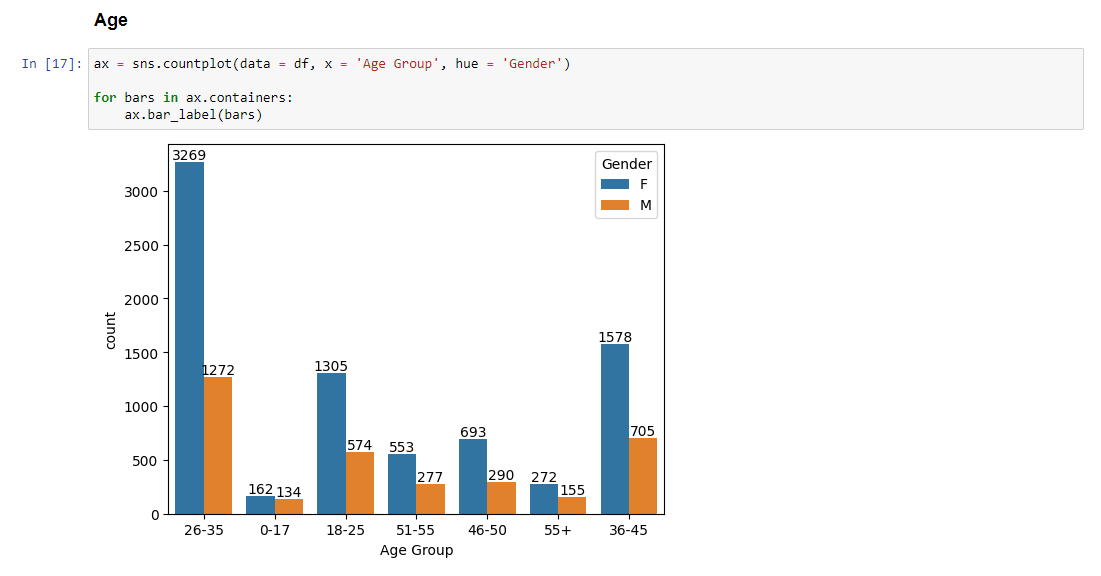 Age
In [17]: ax = sns.countplot(data = df, x = 'Age Group', hue = 'Gender')
for bars in ax.containers:
    ax.bar_label(bars)
3269
3000
2500
2000
1500
1000
500
0
count
1272
162
134
1305
574
553
277
693
290
272
155
1578
705
Gender
F
M
26-35 0-17 18-25 51-55 46-50 55+ 36-45
Age Group